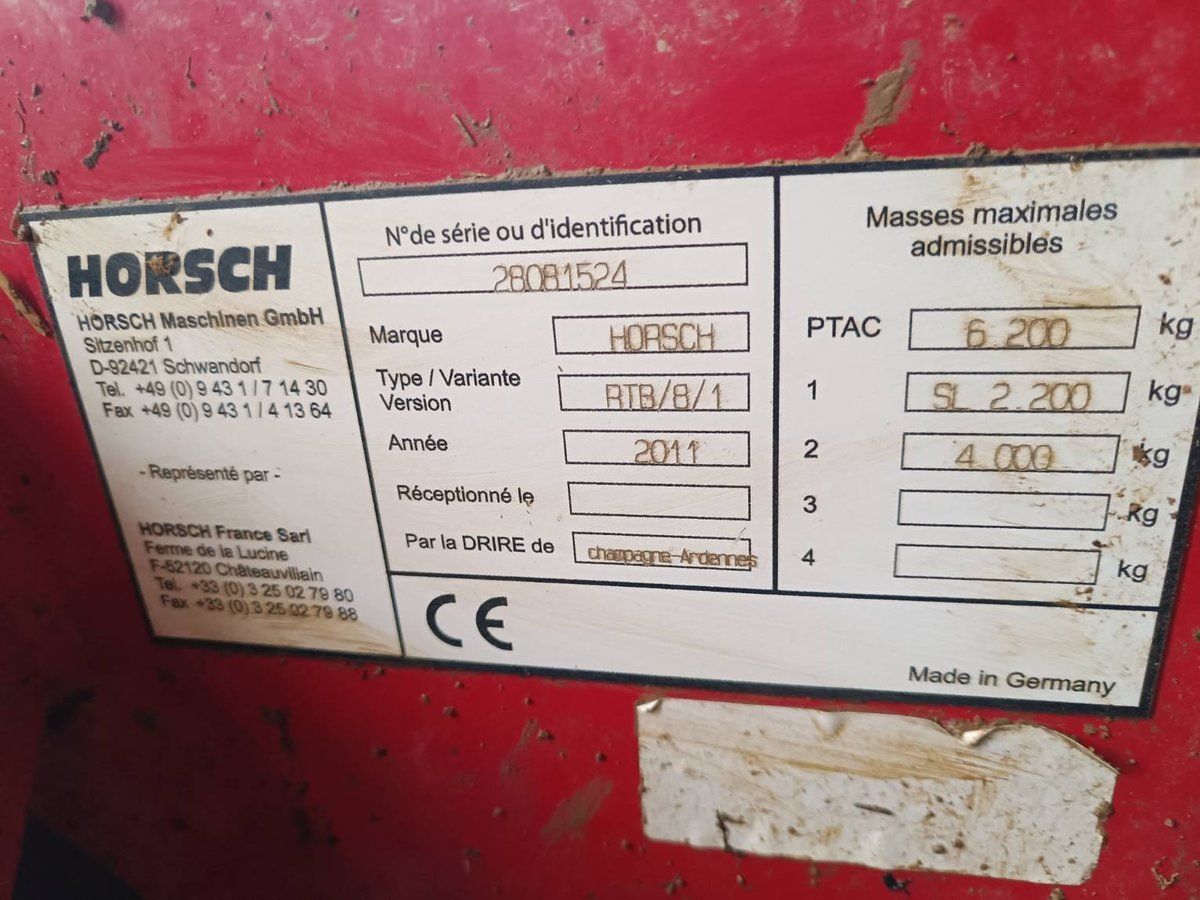 HORSCH
HORSCH Maschinen GmbH
Sitzenhof 1
D-92421 Schwandorf
Tel. +49 (0) 9 43 1 / 7 14 30
Fax +49 (0) 9 43 1 / 4 13 64
- Représenté par -
HORSCH France Sarl
Ferme de la Lucine
F-52120 Châteauvillain
Tel. +33 (0) 3 25 02 79 80
Fax +33 (0) 3 25 02 79 88
N°de série ou d'identification
28081524
Marque HORSCH
Type / Variante
Version RTB/8/1
Année 2011
Réceptionné le
Par la DRIRE de champagne-Ardennes
CE
Masses maximales
admissibles
PTAC 6.200 kg
1 SL 2.200 kg
2 4.000 kg
3 kg
4 kg
Made in Germany